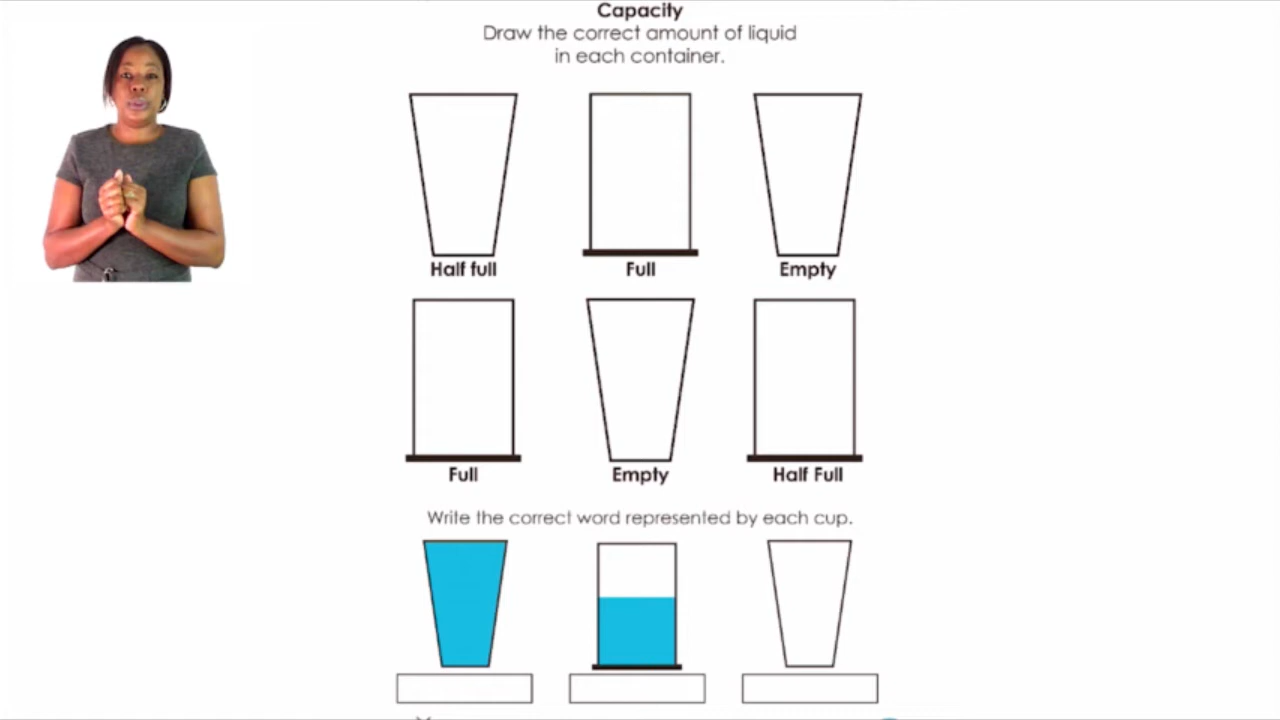 Capacity
Draw the correct amount of liquid
in each container.
Half full
Full
Empty
Full
Empty
Half Full
Write the correct word represented by each cup.